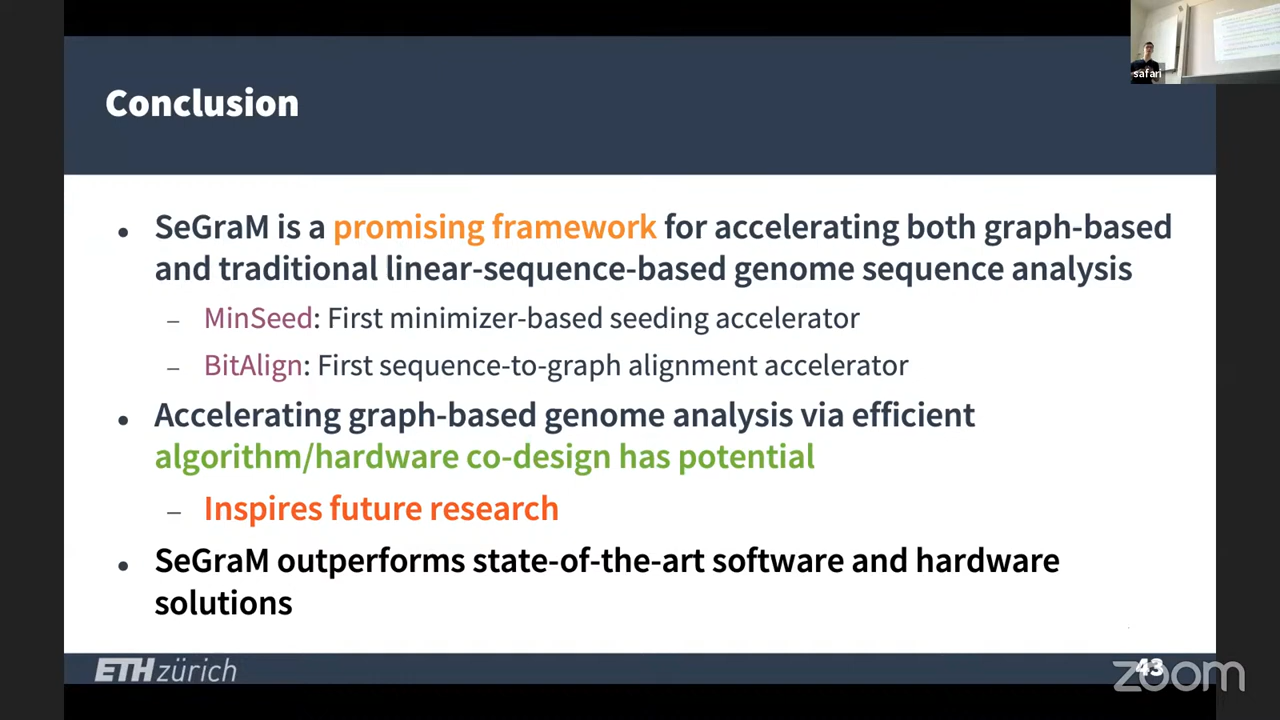 safari
Conclusion
• SeGraM is a promising framework for accelerating both graph-based
and traditional linear-sequence-based genome sequence analysis
– MinSeed: First minimizer-based seeding accelerator
– BitAlign: First sequence-to-graph alignment accelerator
• Accelerating graph-based genome analysis via efficient
algorithm/hardware co-design has potential
– Inspires future research
• SeGraM outperforms state-of-the-art software and hardware
solutions
ETH zürich
43
zoom